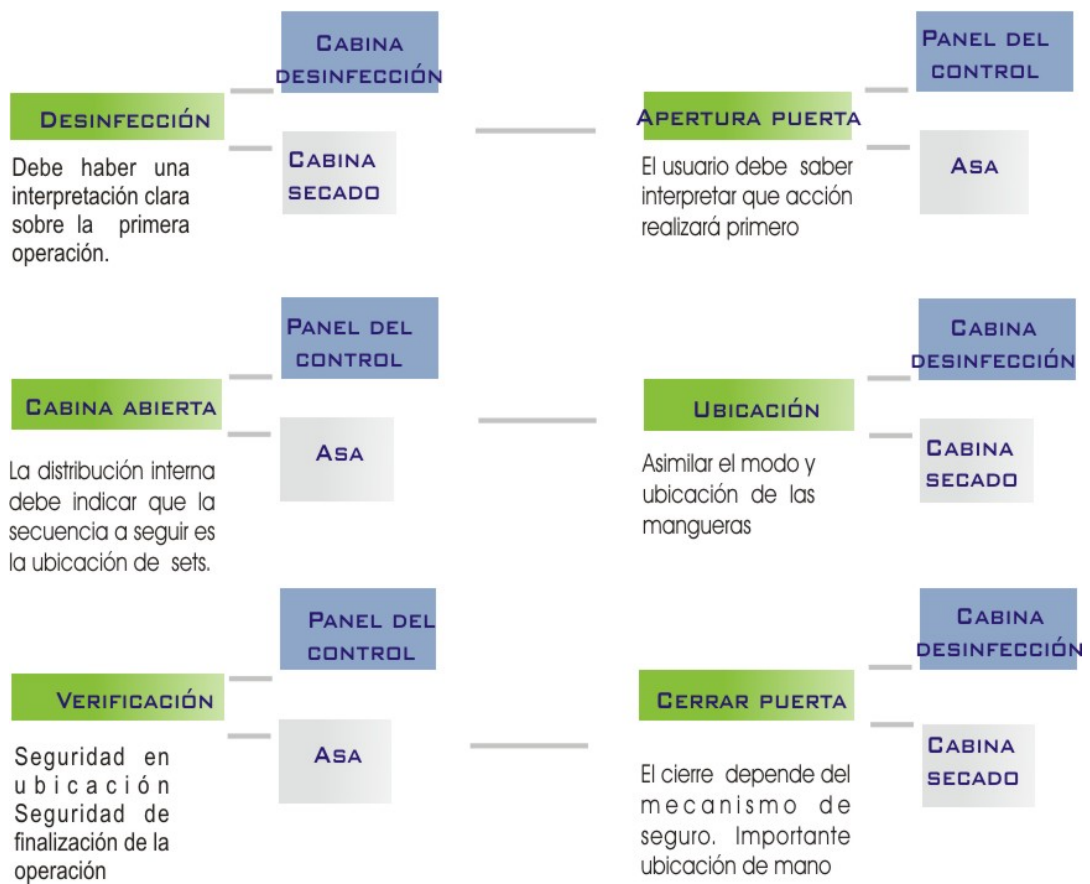 CABINA
DESINFECCIÓN
DESINFECCIÓN
CABINA
SECADO
Debe haber una
interpretación clara
sobre la primera
operación.
PANEL DEL
CONTROL
APERTURA PUERTA
ASA
El usuario debe saber
interpretar que acción
realizará primero
PANEL DEL
CONTROL
CABINA ABIERTA
ASA
La distribución interna
debe indicar que la
secuencia a seguir es
la ubicación de sets.
CABINA
DESINFECCIÓN
UBICACIÓN
CABINA
SECADO
Asimilar el modo y
ubicación de las
mangueras
PANEL DEL
CONTROL
VERIFICACIÓN
ASA
Seguridad en
ubicación
Seguridad de
finalización de la
operación
CABINA
DESINFECCIÓN
CERRAR PUERTA
CABINA
SECADO
El cierre depende del
mecanismo de
seguro. Importante
ubicación de mano